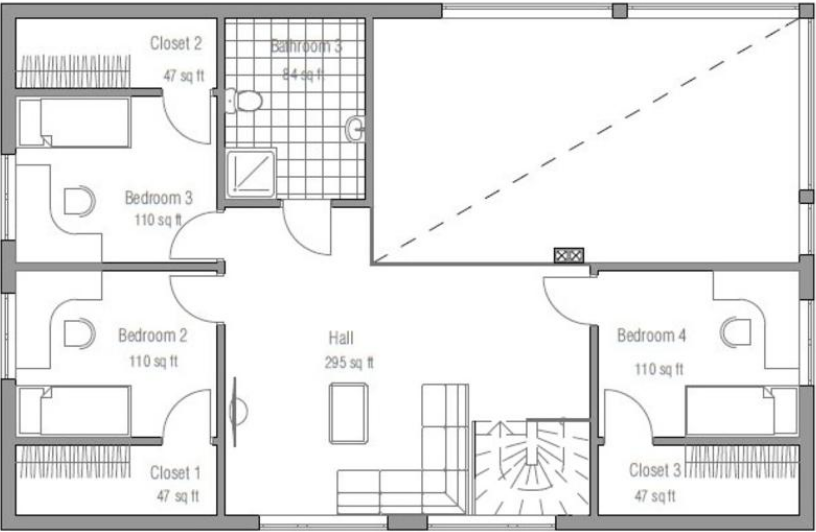 Closet 2
47 sq ft
Bathroom 3
84 sq ft
Bedroom 3
110 sq ft
Bedroom 2
110 sq ft
Hall
295 sq ft
Bedroom 4
110 sq ft
Closet 1
47 sq ft
Closet 3
47 sq ft